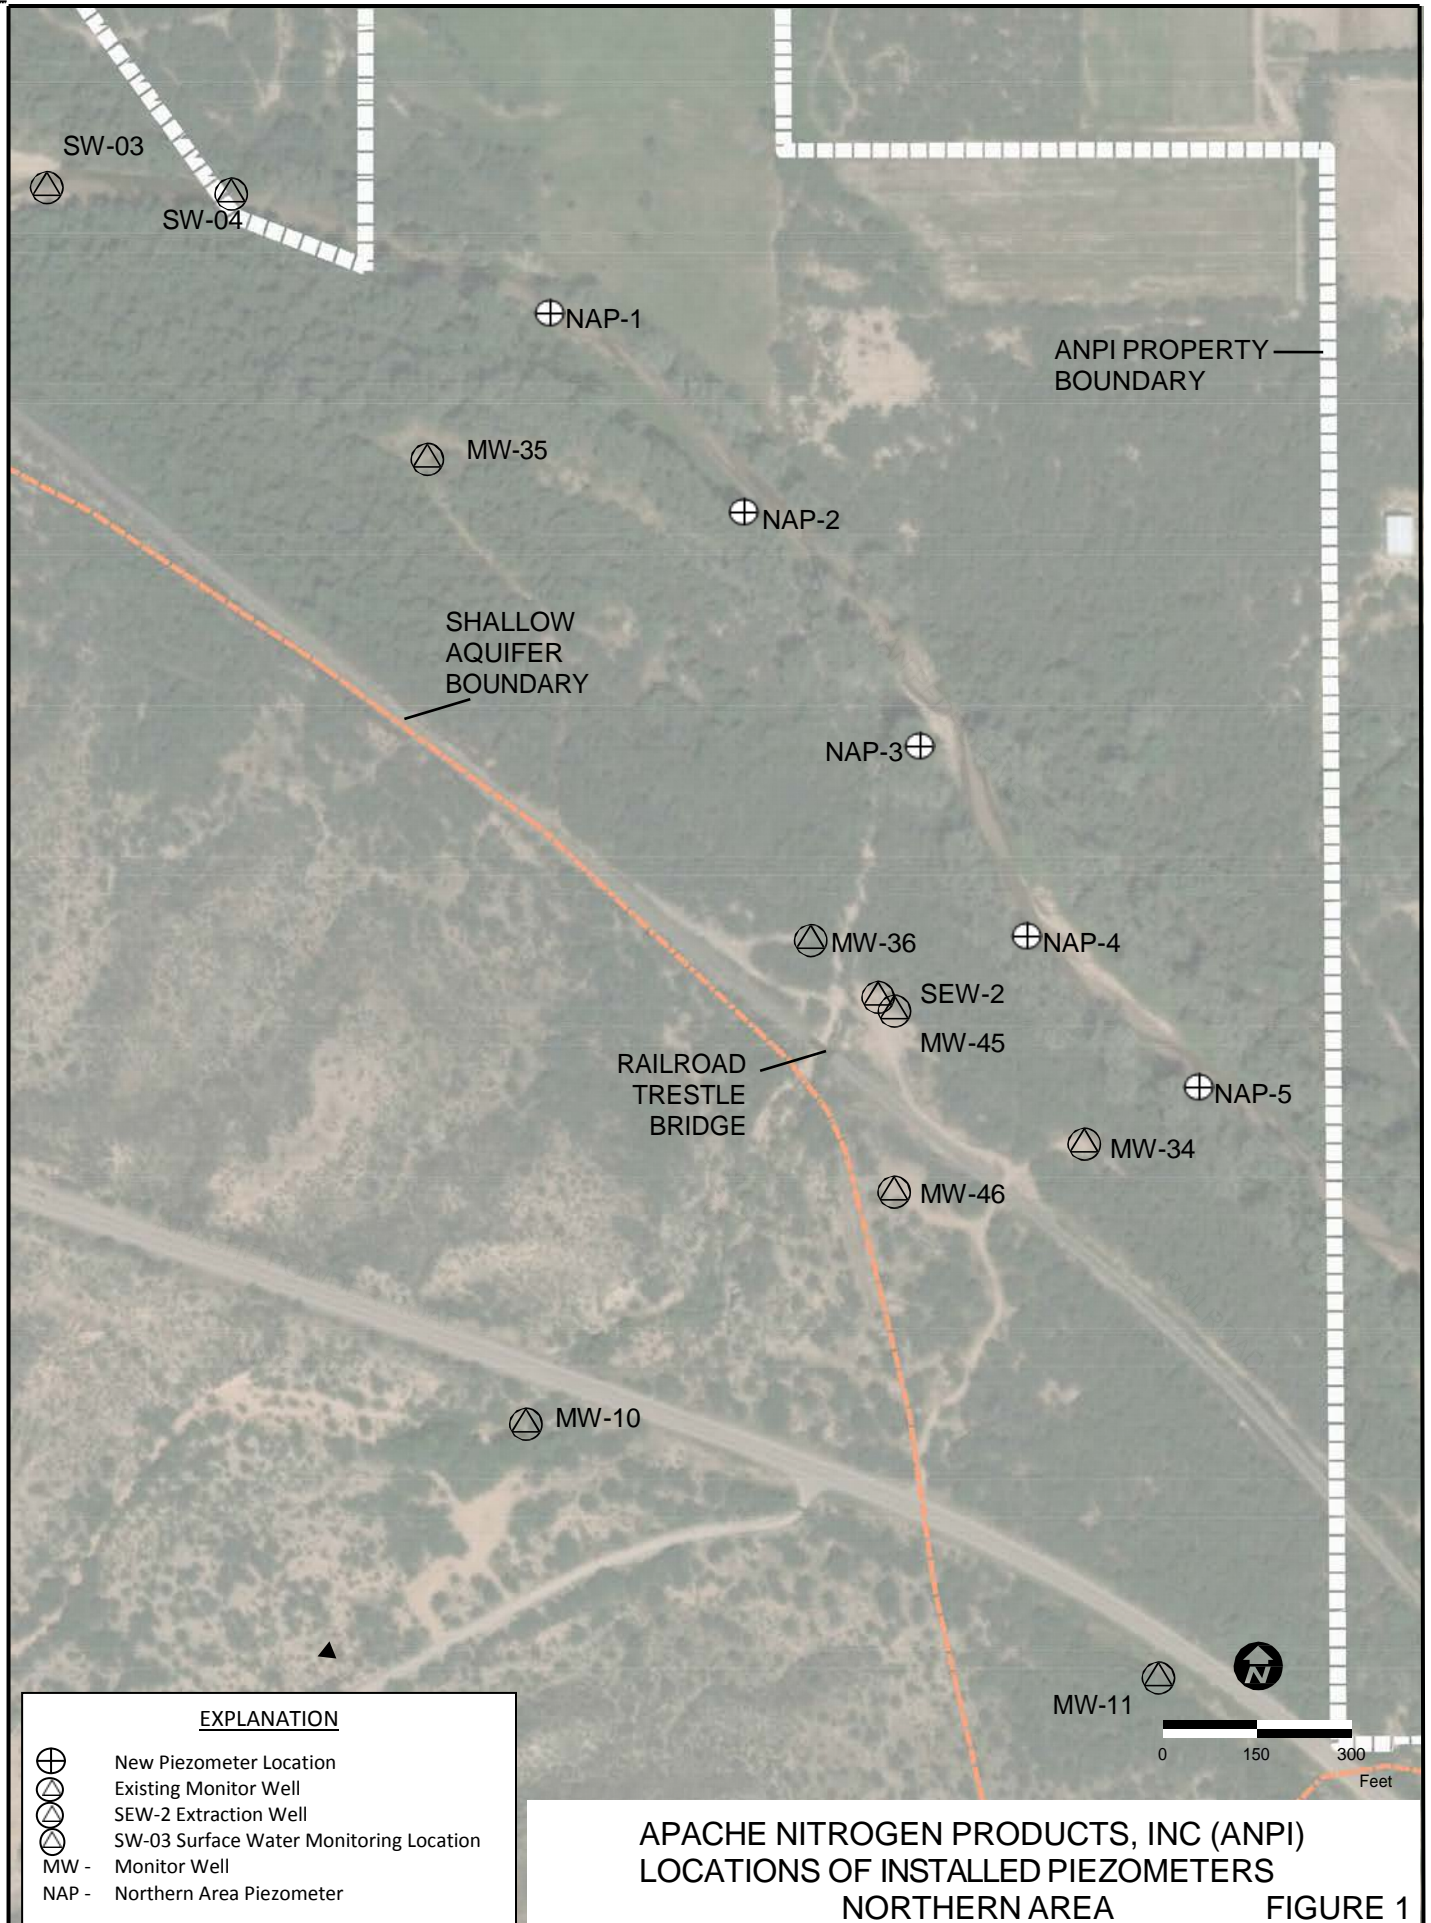 SW-03
SW-04
NAP-1
ANPI PROPERTY
BOUNDARY
MW-35
NAP-2
SHALLOW
AQUIFER
BOUNDARY
NAP-3
MW-36
NAP-4
SEW-2
MW-45
RAILROAD
TRESTLE
BRIDGE
NAP-5
MW-34
MW-46
MW-10
MW-11
N
0 150 300
Feet
EXPLANATION
New Piezometer Location
Existing Monitor Well
SEW-2 Extraction Well
SW-03 Surface Water Monitoring Location
MW - Monitor Well
NAP - Northern Area Piezometer
APACHE NITROGEN PRODUCTS, INC (ANPI)
LOCATIONS OF INSTALLED PIEZOMETERS
NORTHERN AREA FIGURE 1